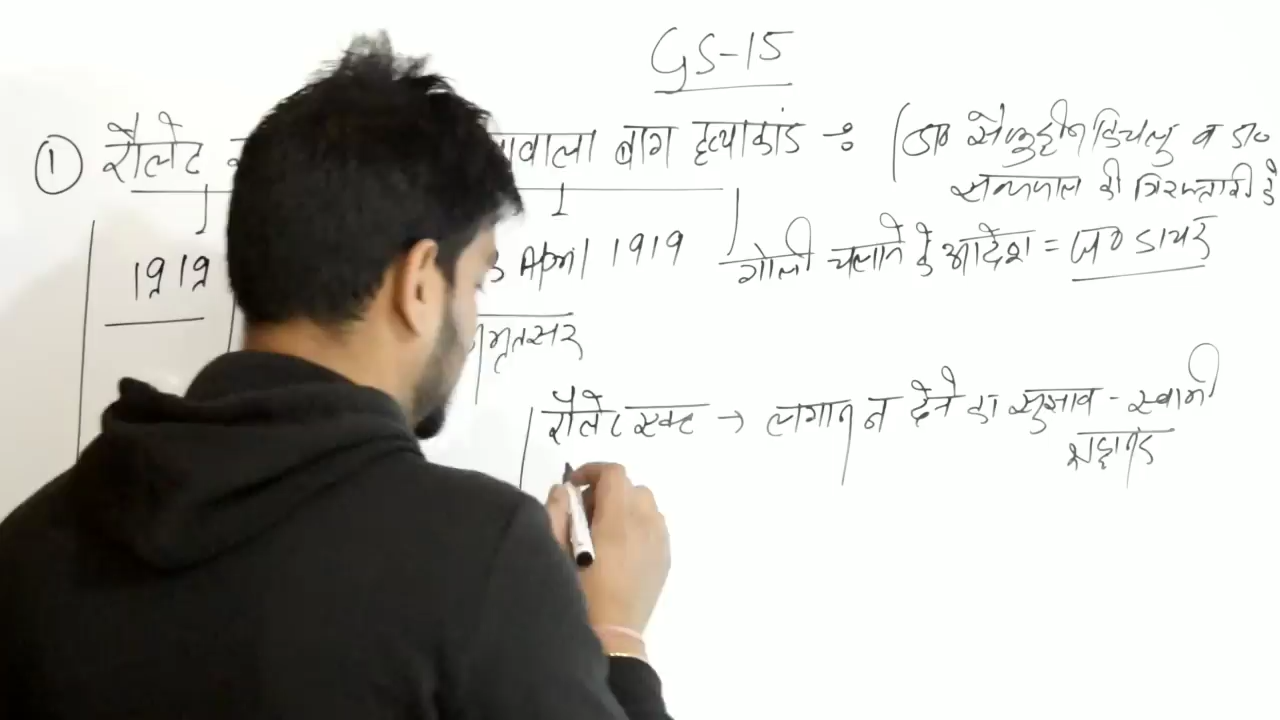 GS-15
① रौलेट वाला बाग हत्याकांड -: (डा० सैफुद्दीन किचलु व डा०
सत्यपाल की गिरफ्तारी के
1919 April 1919 गोली चलाने के आदेश = ज० डायर
मृतसर
रौलेट एक्ट → लगान न देने का सुझाव - स्वामी
श्रद्धानंद